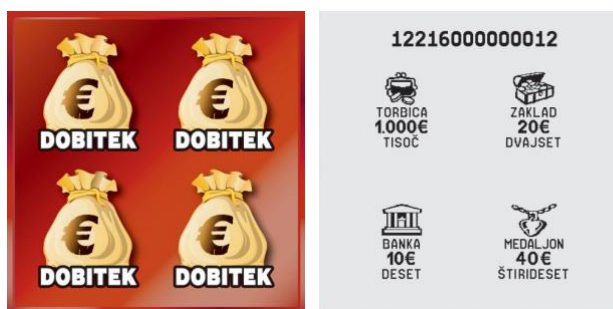 DOBITEK DOBITEK
DOBITEK DOBITEK
12216000000012
TORBICA
1.000€
TISOČ
ZAKLAD
20€
DVAJSET
BANKA
10€
DESET
MEDALJON
40€
ŠTIRIDESET